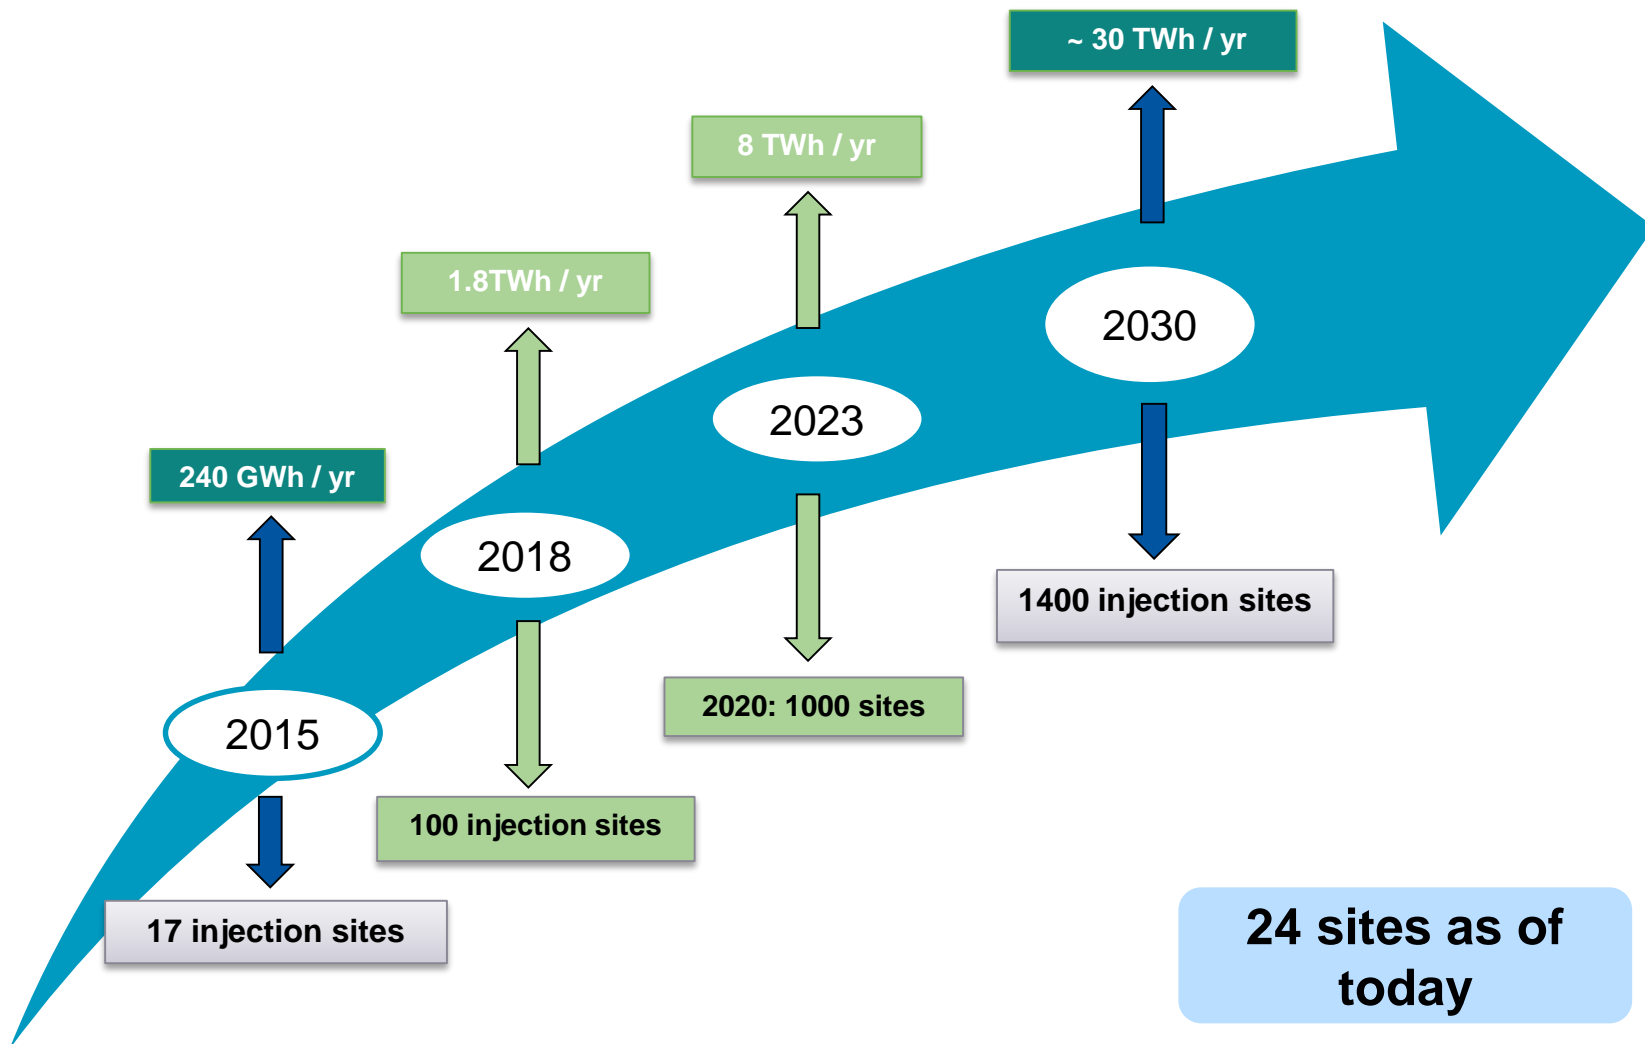 ~ 30 TWh / yr
8 TWh / yr
1.8TWh / yr
2030
2023
240 GWh / yr
2018
1400 injection sites
2020: 1000 sites
2015
100 injection sites
17 injection sites
24 sites as of
today